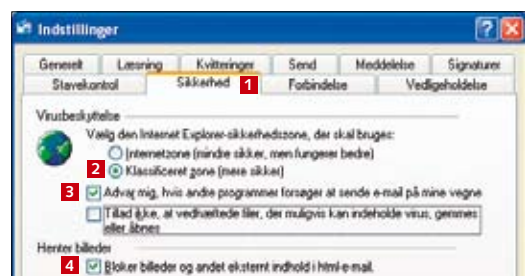 Indstillinger
Generelt Læsning Kvitteringer Send Meddelelse Signaturer
Stavekontrol Sikkerhed 1 Forbindelse Vedligeholdelse
Virusbeskyttelse
Vælg den Internet Explorer-sikkerhedszone, der skal bruges:
Internetzone (mindre sikker, men fungerer bedre)
2 Klassificeret zone (mere sikker)
3 Advar mig, hvis andre programmer forsøger at sende e-mail på mine vegne
Tillad ikke, at vedhæftede filer, der muligvis kan indeholde virus, gemmes
eller åbnes
Henter billeder
4 Bloker billeder og andet eksternt indhold i html-e-mail.